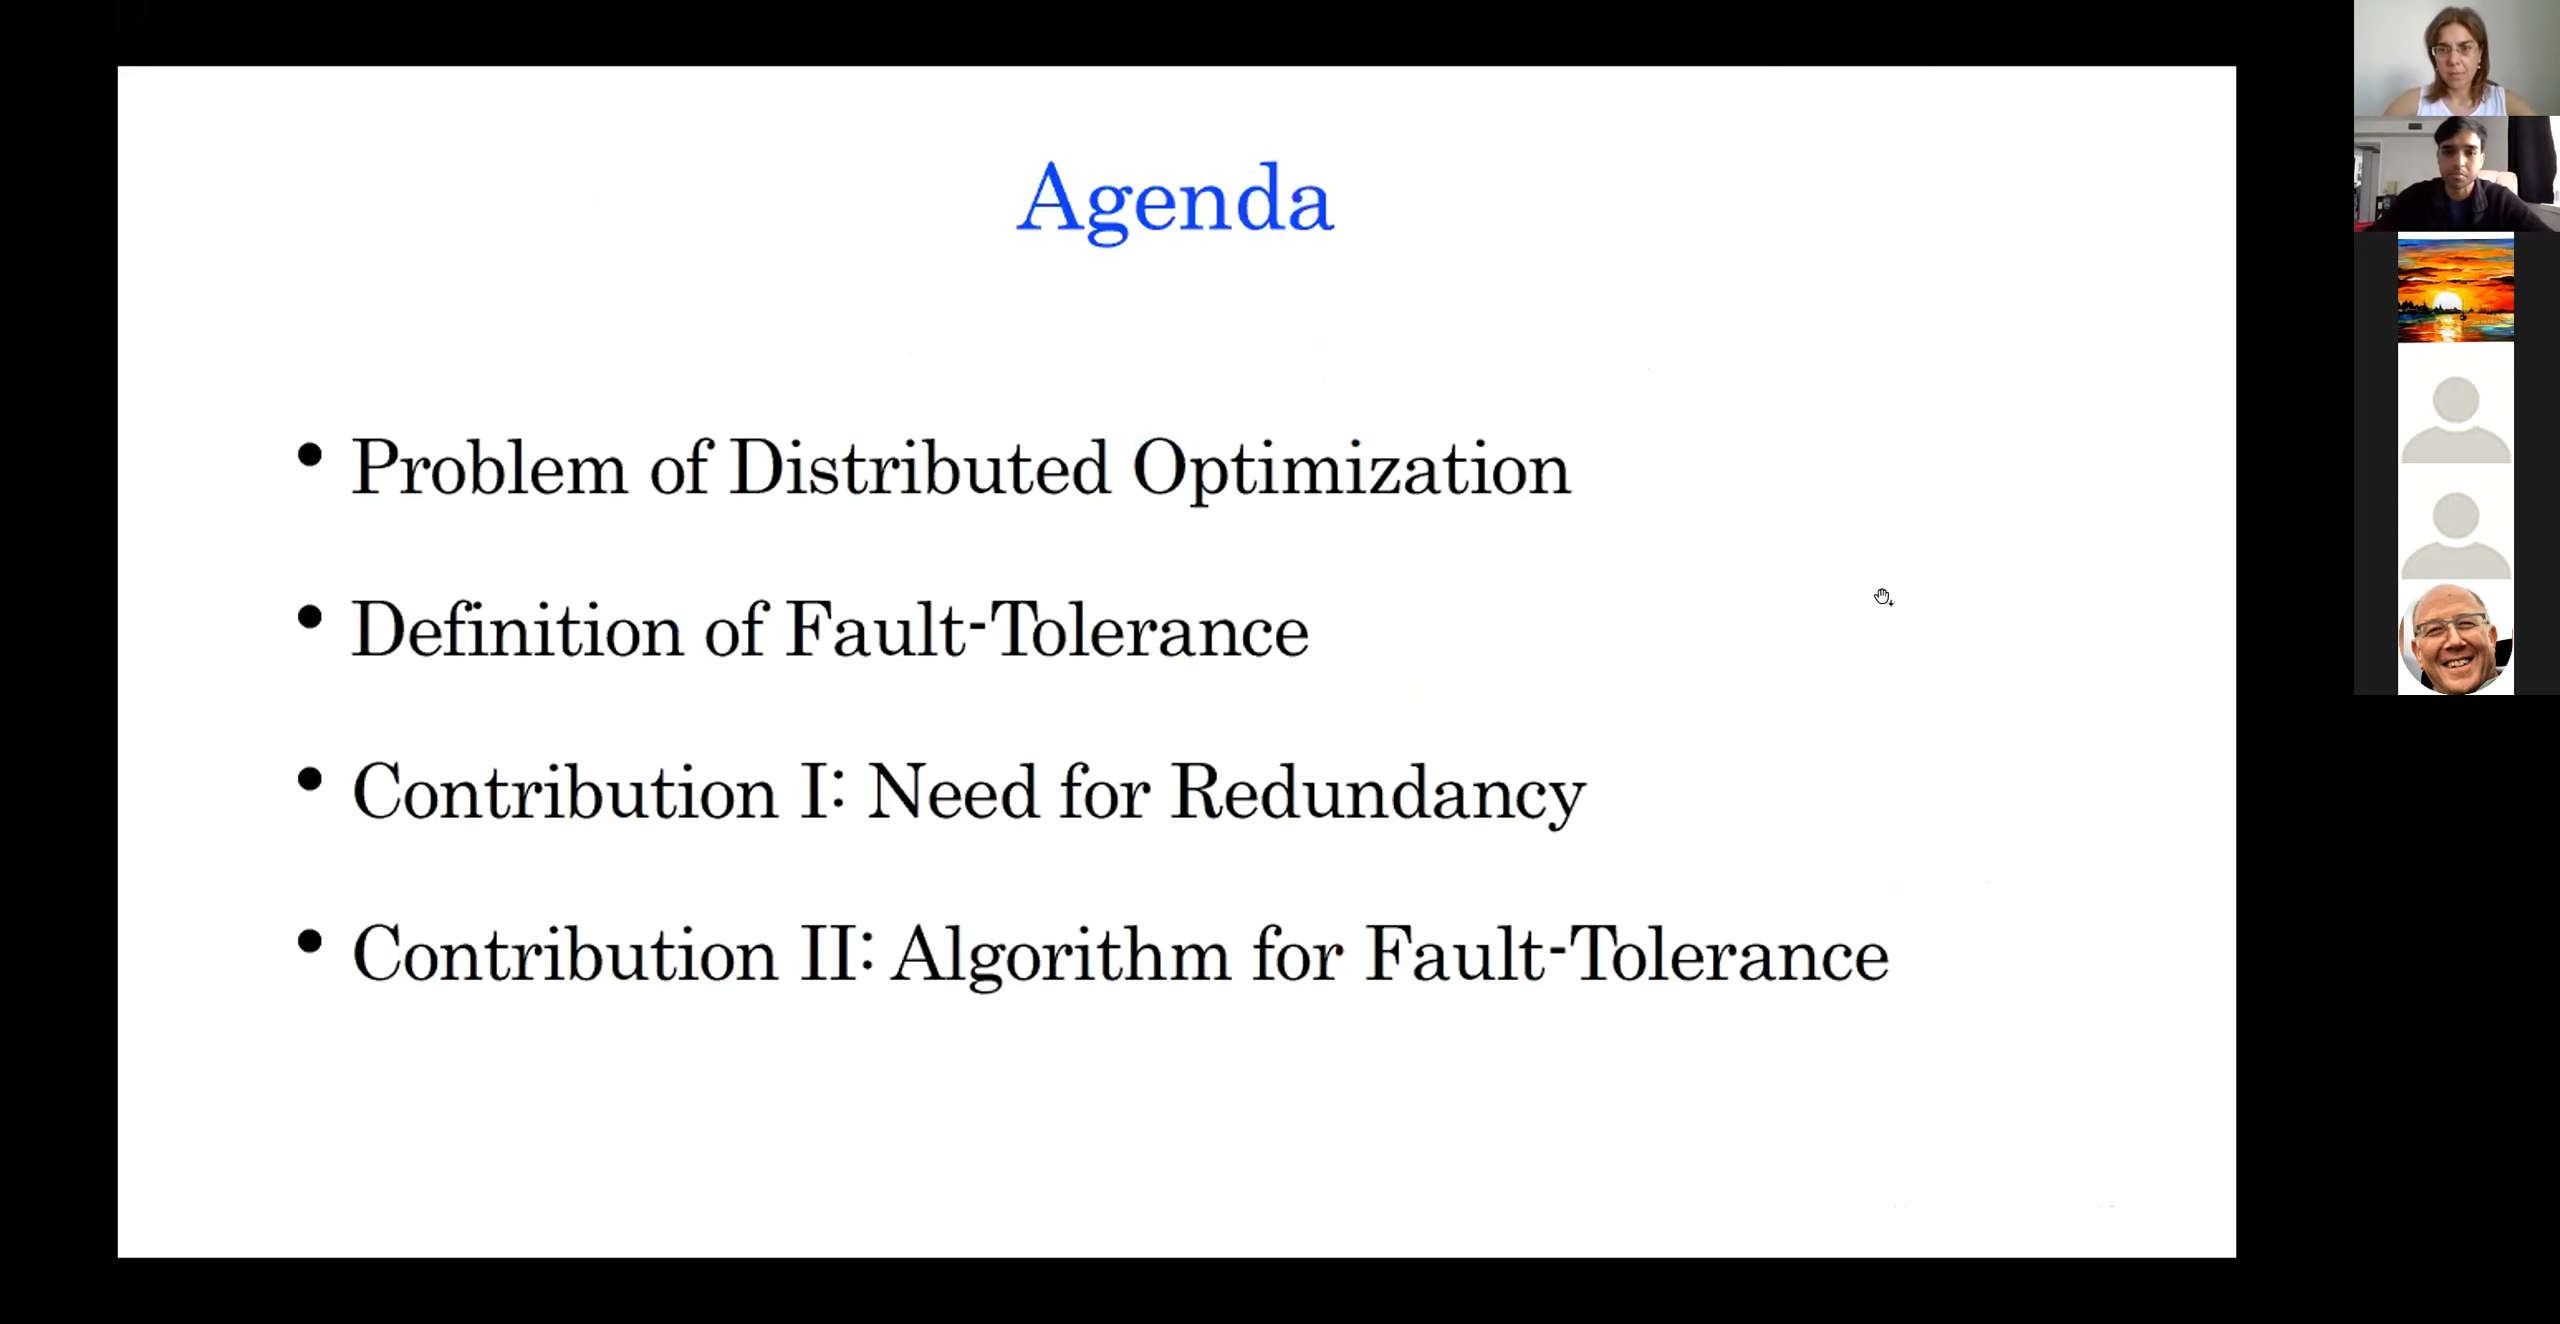 Agenda
• Problem of Distributed Optimization
• Definition of Fault-Tolerance
• Contribution I: Need for Redundancy
• Contribution II: Algorithm for Fault-Tolerance